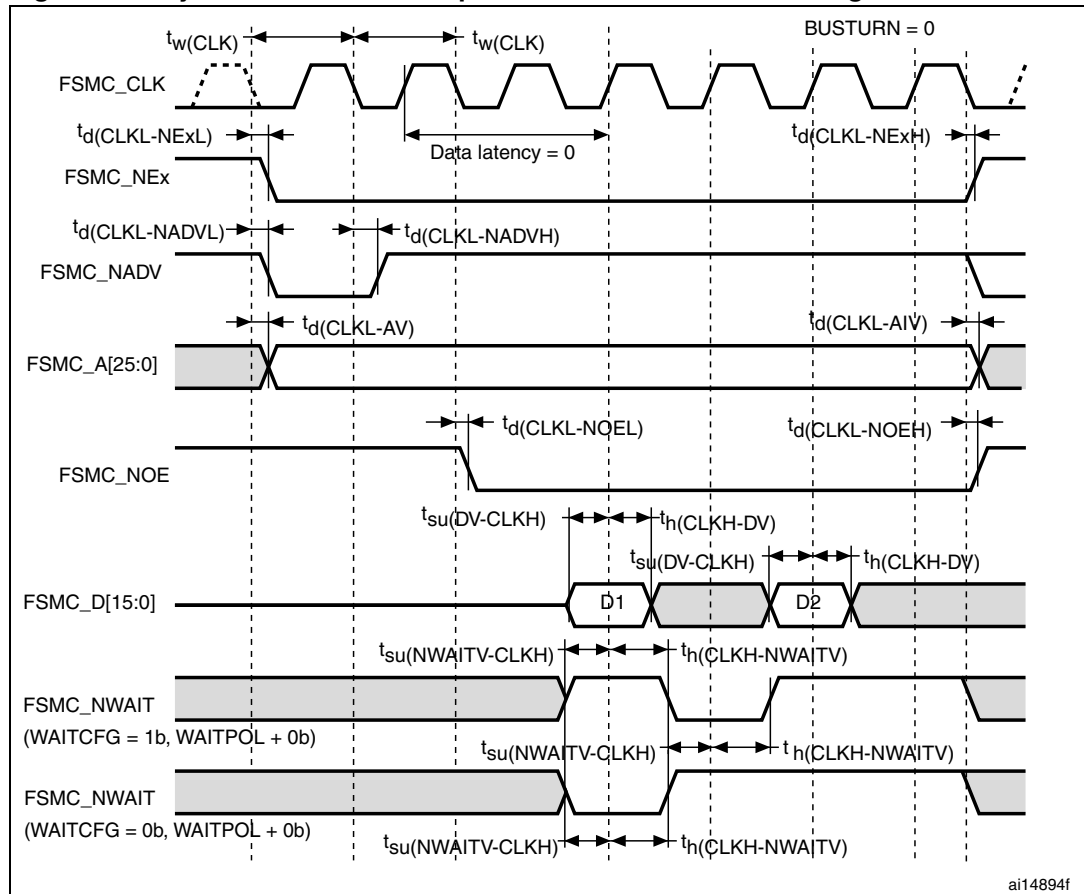 BUSTURN = 0
tw(CLK) tw(CLK)
FSMC_CLK
td(CLKL-NExL) Data latency = 0 td(CLKL-NExH)
FSMC_NEx
td(CLKL-NADVL) td(CLKL-NADVH)
FSMC_NADV
td(CLKL-AV) td(CLKL-AIV)
FSMC_A[25:0]
td(CLKL-NOEL) td(CLKL-NOEH)
FSMC_NOE
tsu(DV-CLKH) th(CLKH-DV)
tsu(DV-CLKH) th(CLKH-DV)
FSMC_D[15:0] D1 D2
tsu(NWAITV-CLKH) th(CLKH-NWAITV)
FSMC_NWAIT
(WAITCFG = 1b, WAITPOL + 0b)
tsu(NWAITV-CLKH) t h(CLKH-NWAITV)
FSMC_NWAIT
(WAITCFG = 0b, WAITPOL + 0b)
tsu(NWAITV-CLKH) th(CLKH-NWAITV)
ai14894f